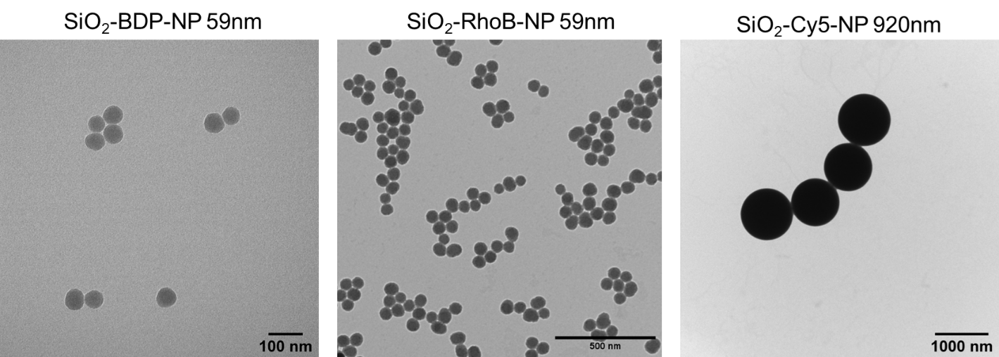 SiO₂-BDP-NP 59nm
SiO₂-RhoB-NP 59nm
SiO₂-Cy5-NP 920nm
100 nm
500 nm
1000 nm